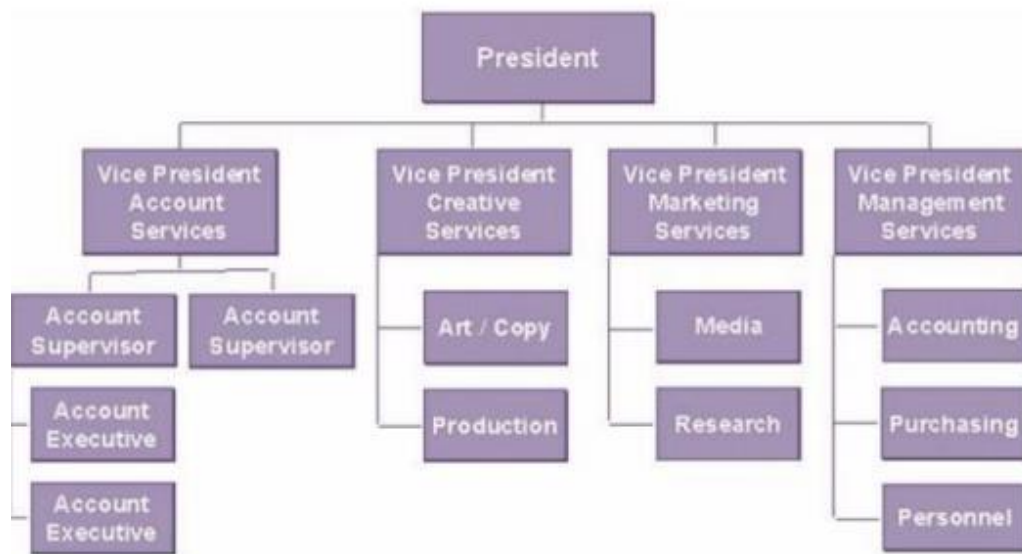 President
Vice President
Account
Services
Vice President
Creative
Services
Vice President
Marketing
Services
Vice President
Management
Services
Account
Supervisor
Account
Supervisor
Art / Copy
Media
Accounting
Account
Executive
Production
Research
Purchasing
Account
Executive
Personnel